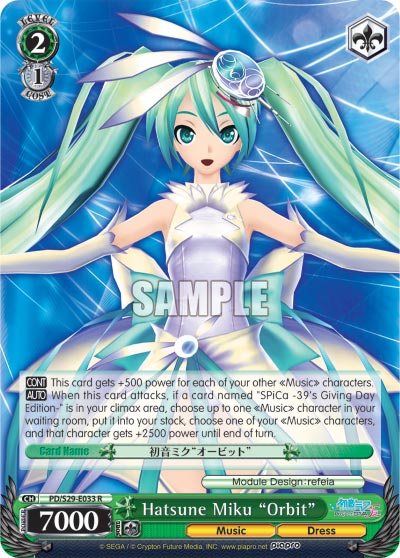 LEVEL
2
1
COST
SAMPLE
CONT This card gets +500 power for each of your other «Music» characters.
AUTO When this card attacks, if a card named "SPiCa -39's Giving Day
Edition-" is in your climax area, choose up to one «Music» character in your
waiting room, put it into your stock, choose one of your «Music» characters,
and that character gets +2500 power until end of turn.
Card Name 初音ミク"オービット"
Module Design:refeia
CH PD/S29-E033 R
7000
Hatsune Miku "Orbit"
Music Dress
© SEGA / © Crypton Future Media, INC. www.piapro.net piapro